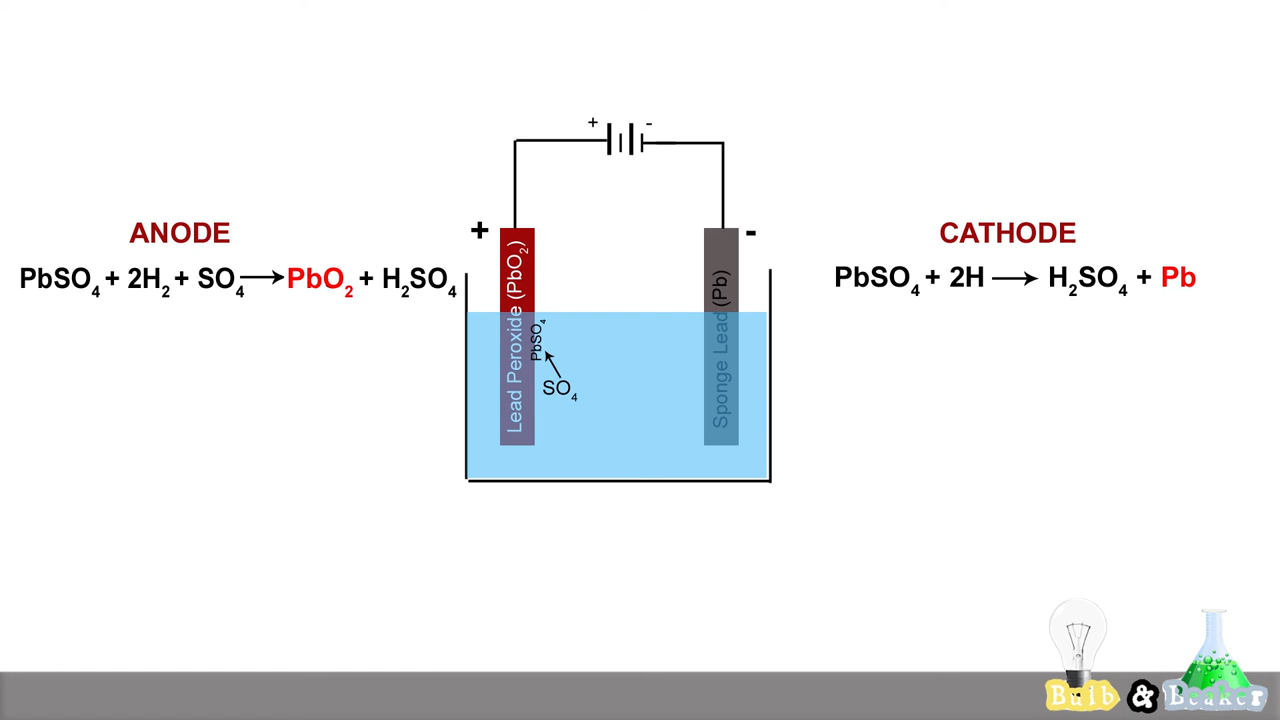 + -
ANODE
PbSO₄ + 2H₂ + SO₄ ⟶ PbO₂ + H₂SO₄
+
-
Lead Peroxide (PbO₂)
PbSO₄
SO₄
Sponge Lead (Pb)
CATHODE
PbSO₄ + 2H ⟶ H₂SO₄ + Pb
Bulb & Beaker